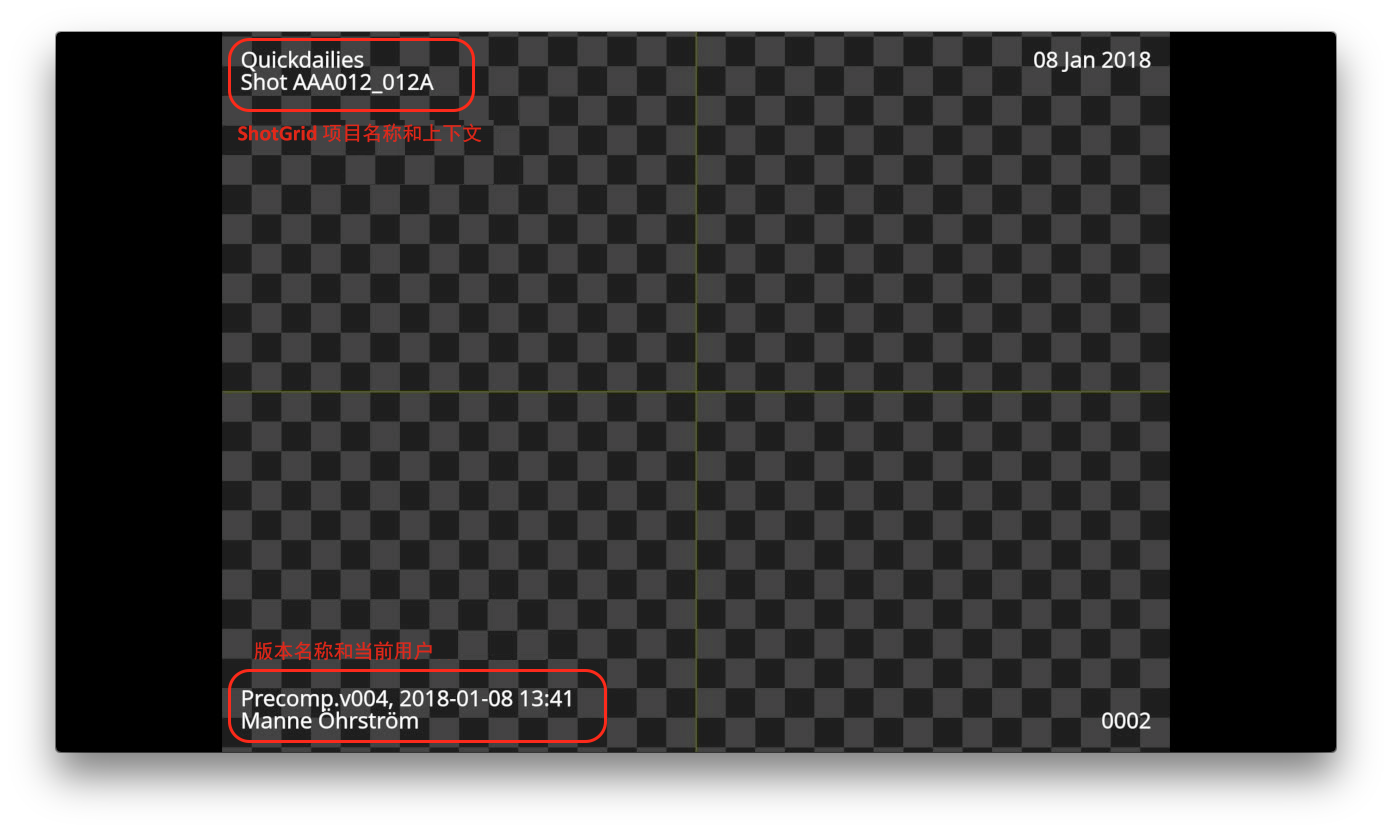 Quickdailies
Shot AAA012_012A
08 Jan 2018
ShotGrid 项目名称和上下文
版本名称和当前用户
Precomp.v004, 2018-01-08 13:41
Manne Öhrström
0002